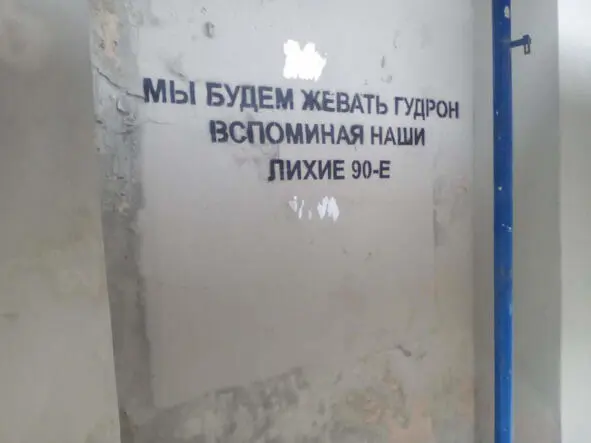 МЫ БУДЕМ ЖЕВАТЬ ГУДРОН
ВСПОМИНАЯ НАШИ
ЛИХИЕ 90-Е